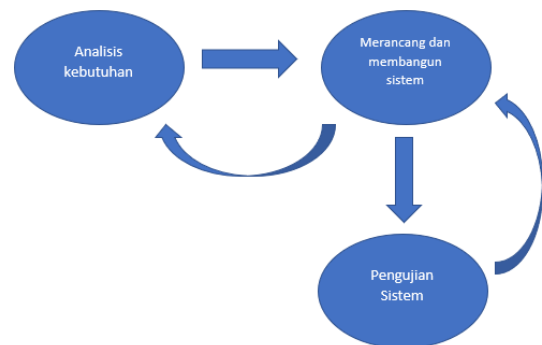 Analisis
kebutuhan
Merancang dan
membangun
sistem
Pengujian
Sistem